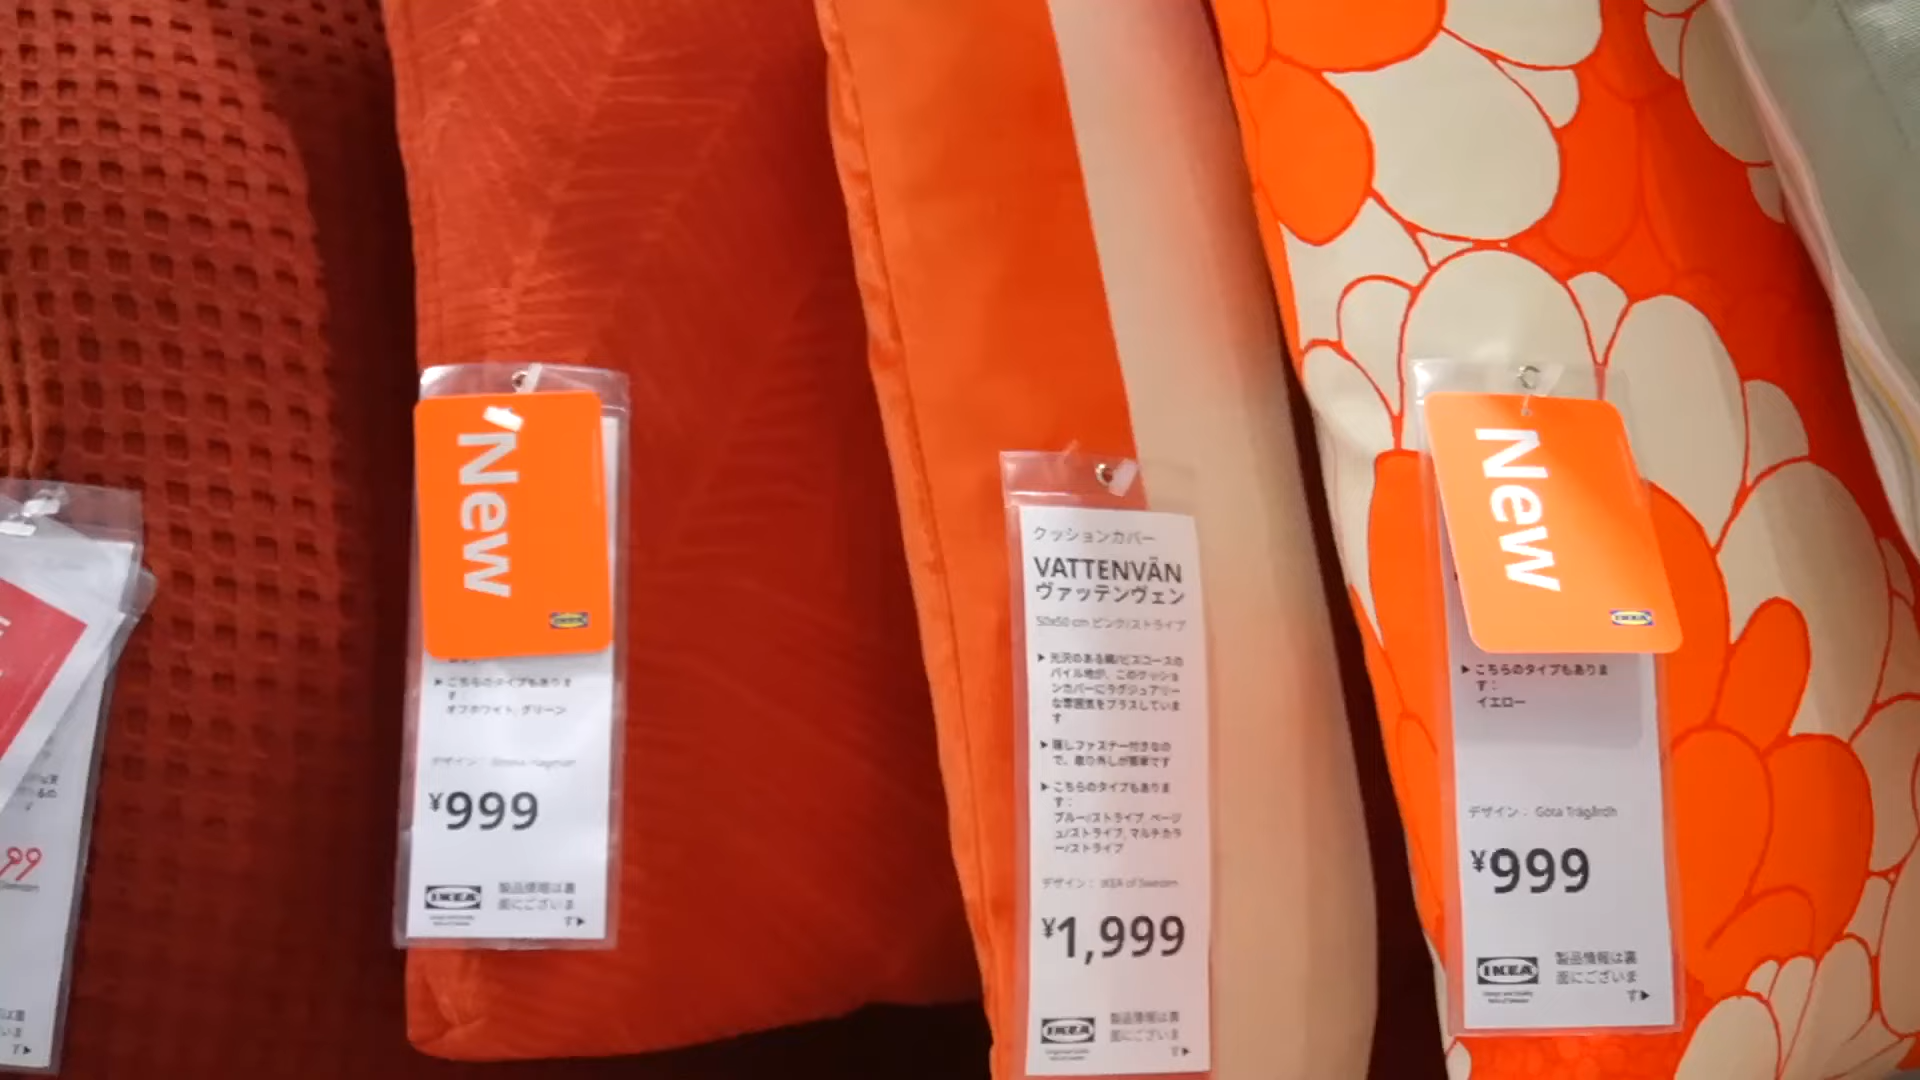 99
New
IKEA
▶ こちらのタイプもありま
す：
オフホワイト, グリーン
デザイン：
¥999
IKEA
製品情報は裏
面にございま
す▶
クッションカバー
VATTENVÄN
ヴァッテンヴェン
50x50 cm ピンク/ストライプ
▶ 光沢のある綿/ビスコースの
パイル地が、このクッショ
ンカバーにラグジュアリー
な雰囲気をプラスしていま
す
▶ 隠しファスナー付きなの
で、取り外しが簡単です
▶ こちらのタイプもありま
す：
ブルー/ストライプ, ベージ
ュ/ストライプ, マルチカラ
ー/ストライプ
デザイン： IKEA of Sweden
¥1,999
IKEA
製品情報は裏
面にございま
す▶
New
IKEA
▶ こちらのタイプもありま
す：
イエロー
デザイン： Göta Trägårdh
¥999
IKEA
製品情報は裏
面にございま
す▶